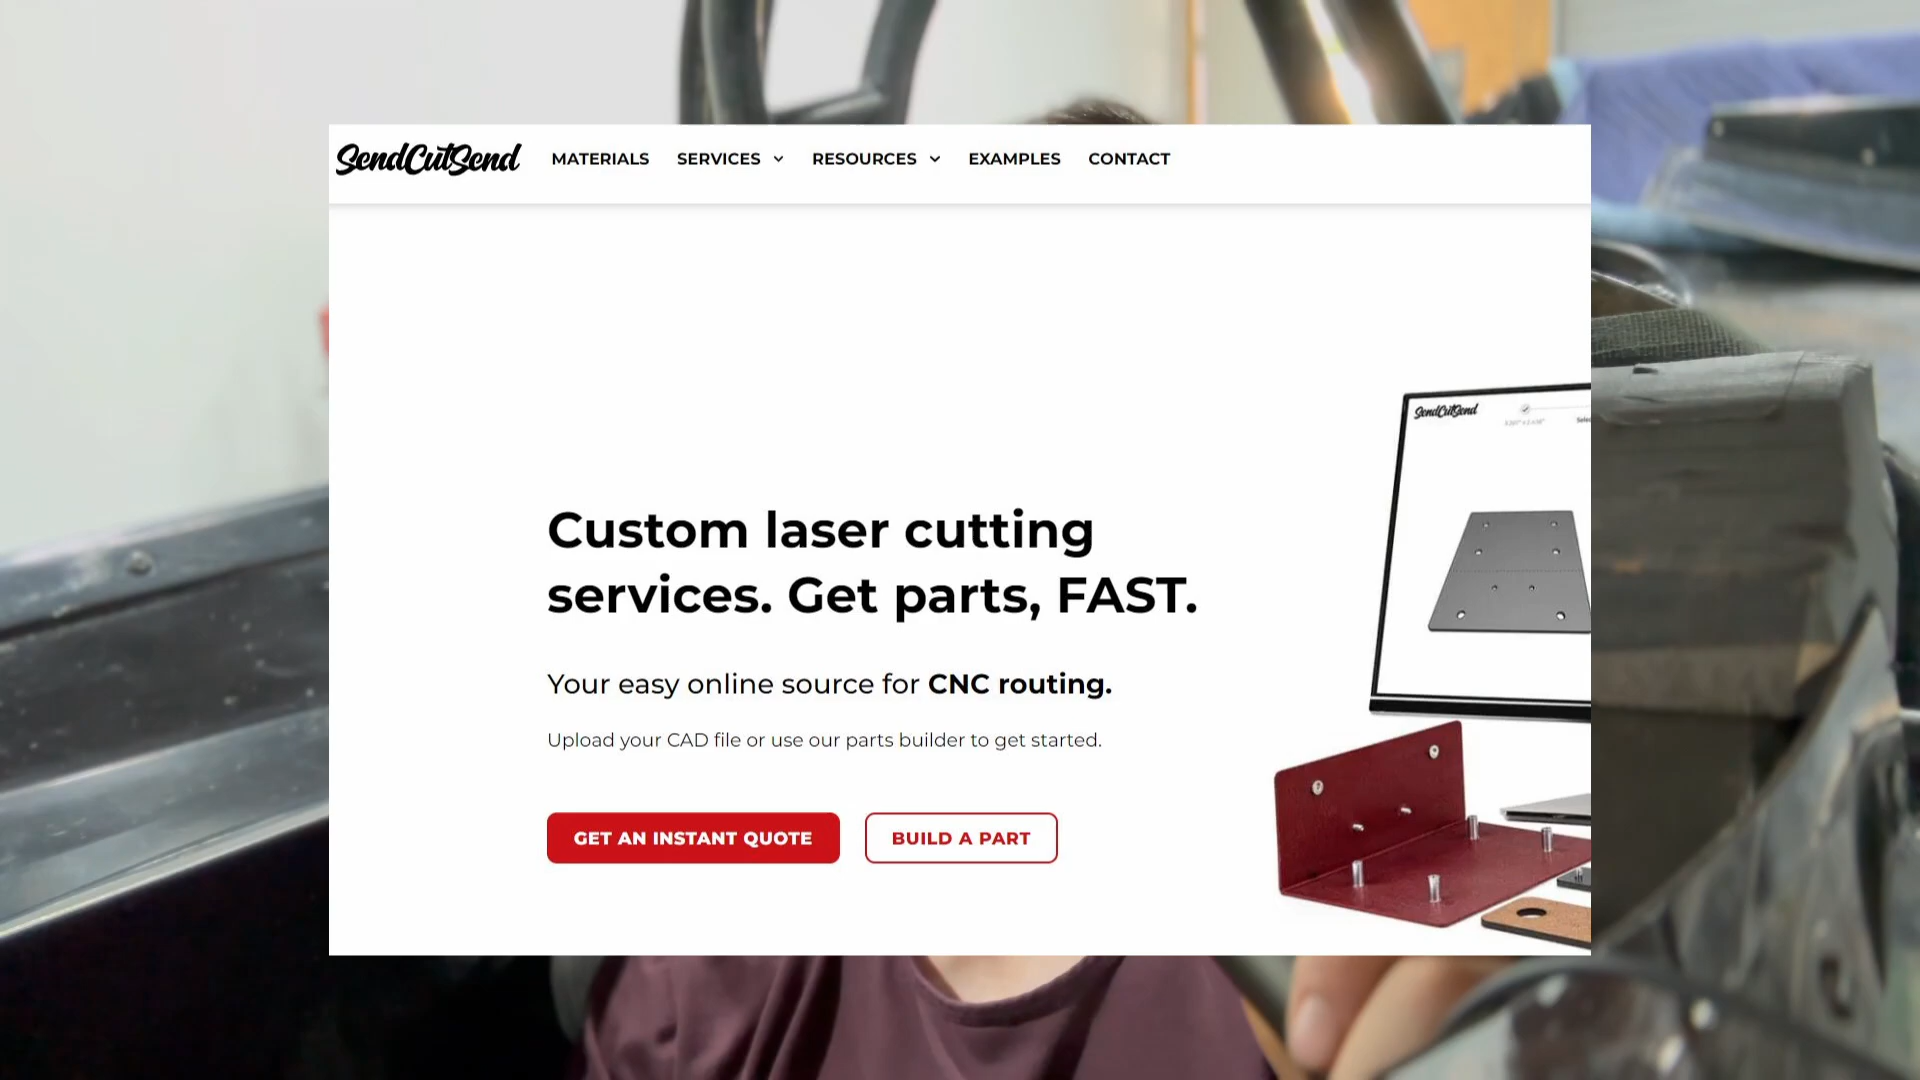 SendCutSend
MATERIALS
SERVICES
RESOURCES
EXAMPLES
CONTACT
SendCutSend
Custom laser cutting
services. Get parts, FAST.
Your easy online source for CNC routing.
Upload your CAD file or use our parts builder to get started.
GET AN INSTANT QUOTE
BUILD A PART